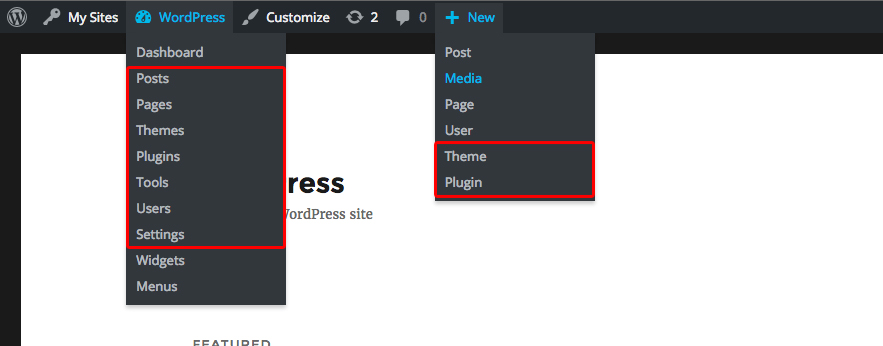 My Sites WordPress Customize 2 0 New
Dashboard
Posts
Pages
Themes
Plugins
Tools
Users
Settings
Widgets
Menus
Post
Media
Page
User
Theme
Plugin
ress
WordPress site
FEATURED